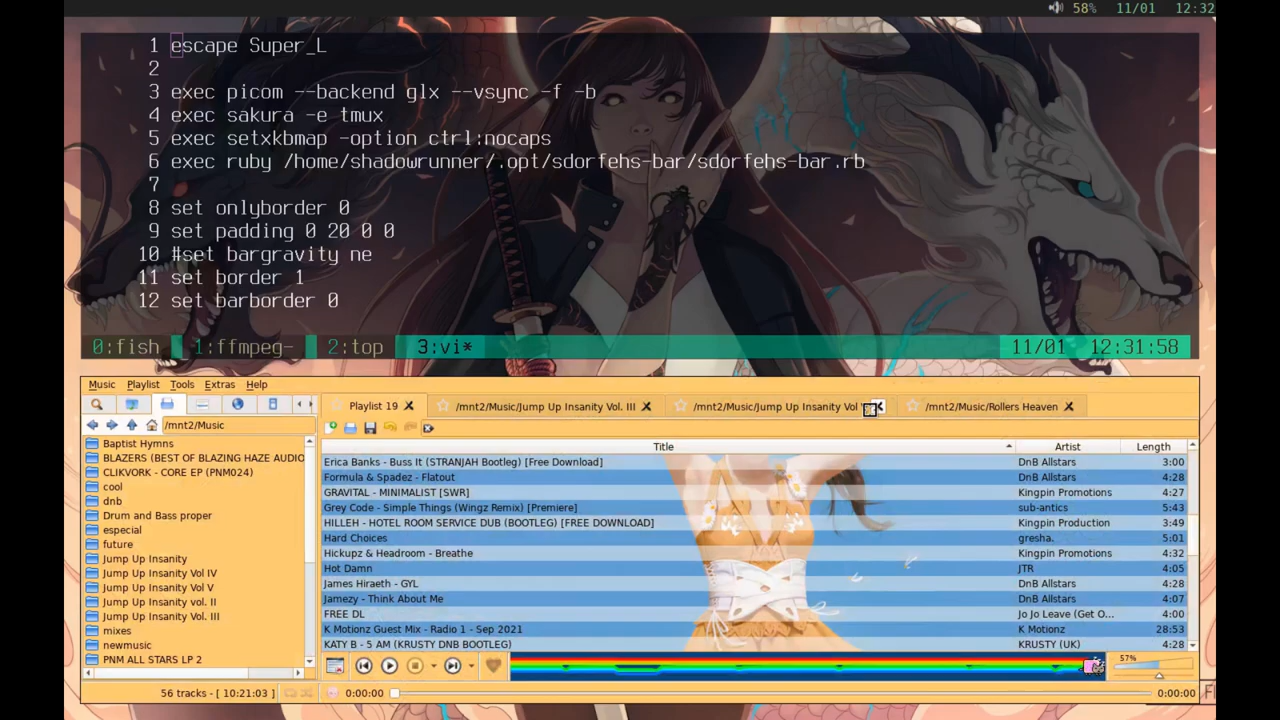 58% 11/01 12:32
1 escape Super_L
2
3 exec picom --backend glx --vsync -f -b
4 exec sakura -e tmux
5 exec setxkbmap -option ctrl:nocaps
6 exec ruby /home/shadowrunner/.opt/sdorfehs-bar/sdorfehs-bar.rb
7
8 set onlyborder 0
9 set padding 0 20 0 0
10 #set bargravity ne
11 set border 1
12 set barborder 0
0:fish 1:ffmpeg- 2:top 3:vi* 11/01 12:31:58
Music Playlist Tools Extras Help
Playlist 19 /mnt2/Music/Jump Up Insanity Vol. III /mnt2/Music/Jump Up Insanity Vol /mnt2/Music/Rollers Heaven
/mnt2/Music
Baptist Hymns
BLAZERS (BEST OF BLAZING HAZE AUDIO
CLIKVORK - CORE EP (PNM024)
cool
dnb
Drum and Bass proper
especial
future
Jump Up Insanity
Jump Up Insanity Vol IV
Jump Up Insanity Vol V
Jump Up Insanity vol. II
Jump Up Insanity Vol. III
mixes
newmusic
PNM ALL STARS LP 2
Title Artist Length
Erica Banks - Buss It (STRANJAH Bootleg) [Free Download] DnB Allstars 3:00
Formula & Spadez - Flatout DnB Allstars 4:28
GRAVITAL - MINIMALIST [SWR] Kingpin Promotions 4:27
Grey Code - Simple Things (Wingz Remix) [Premiere] sub-antics 5:43
HILLEH - HOTEL ROOM SERVICE DUB (BOOTLEG) [FREE DOWNLOAD] Kingpin Production 3:49
Hard Choices gresha. 5:01
Hickupz & Headroom - Breathe Kingpin Promotions 4:32
Hot Damn JTR 4:05
James Hiraeth - GYL DnB Allstars 4:28
Jamezy - Think About Me DnB Allstars 4:07
FREE DL Jo Jo Leave (Get O... 4:00
K Motionz Guest Mix - Radio 1 - Sep 2021 K Motionz 28:53
KATY B - 5 AM (KRUSTY DNB BOOTLEG) KRUSTY (UK) 4:28
57%
56 tracks - [ 10:21:03 ] 0:00:00 0:00:00